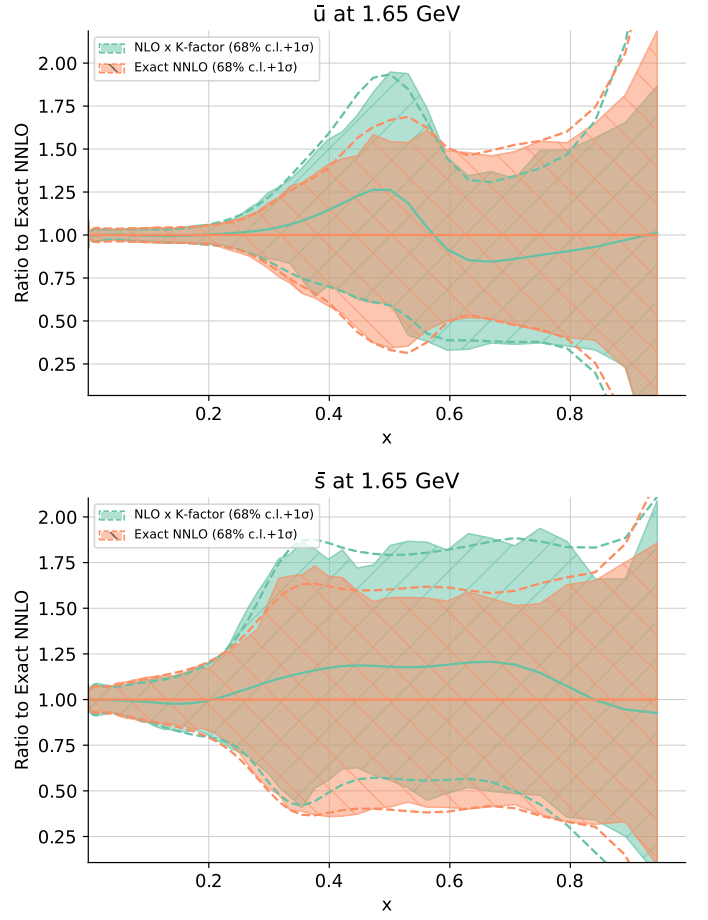 ū at 1.65 GeV
NLO x K-factor (68% c.l.+1σ)
Exact NNLO (68% c.l.+1σ)
Ratio to Exact NNLO
2.00
1.75
1.50
1.25
1.00
0.75
0.50
0.25
0.2 0.4 0.6 0.8
x
s̄ at 1.65 GeV
NLO x K-factor (68% c.l.+1σ)
Exact NNLO (68% c.l.+1σ)
Ratio to Exact NNLO
2.00
1.75
1.50
1.25
1.00
0.75
0.50
0.25
0.2 0.4 0.6 0.8
x